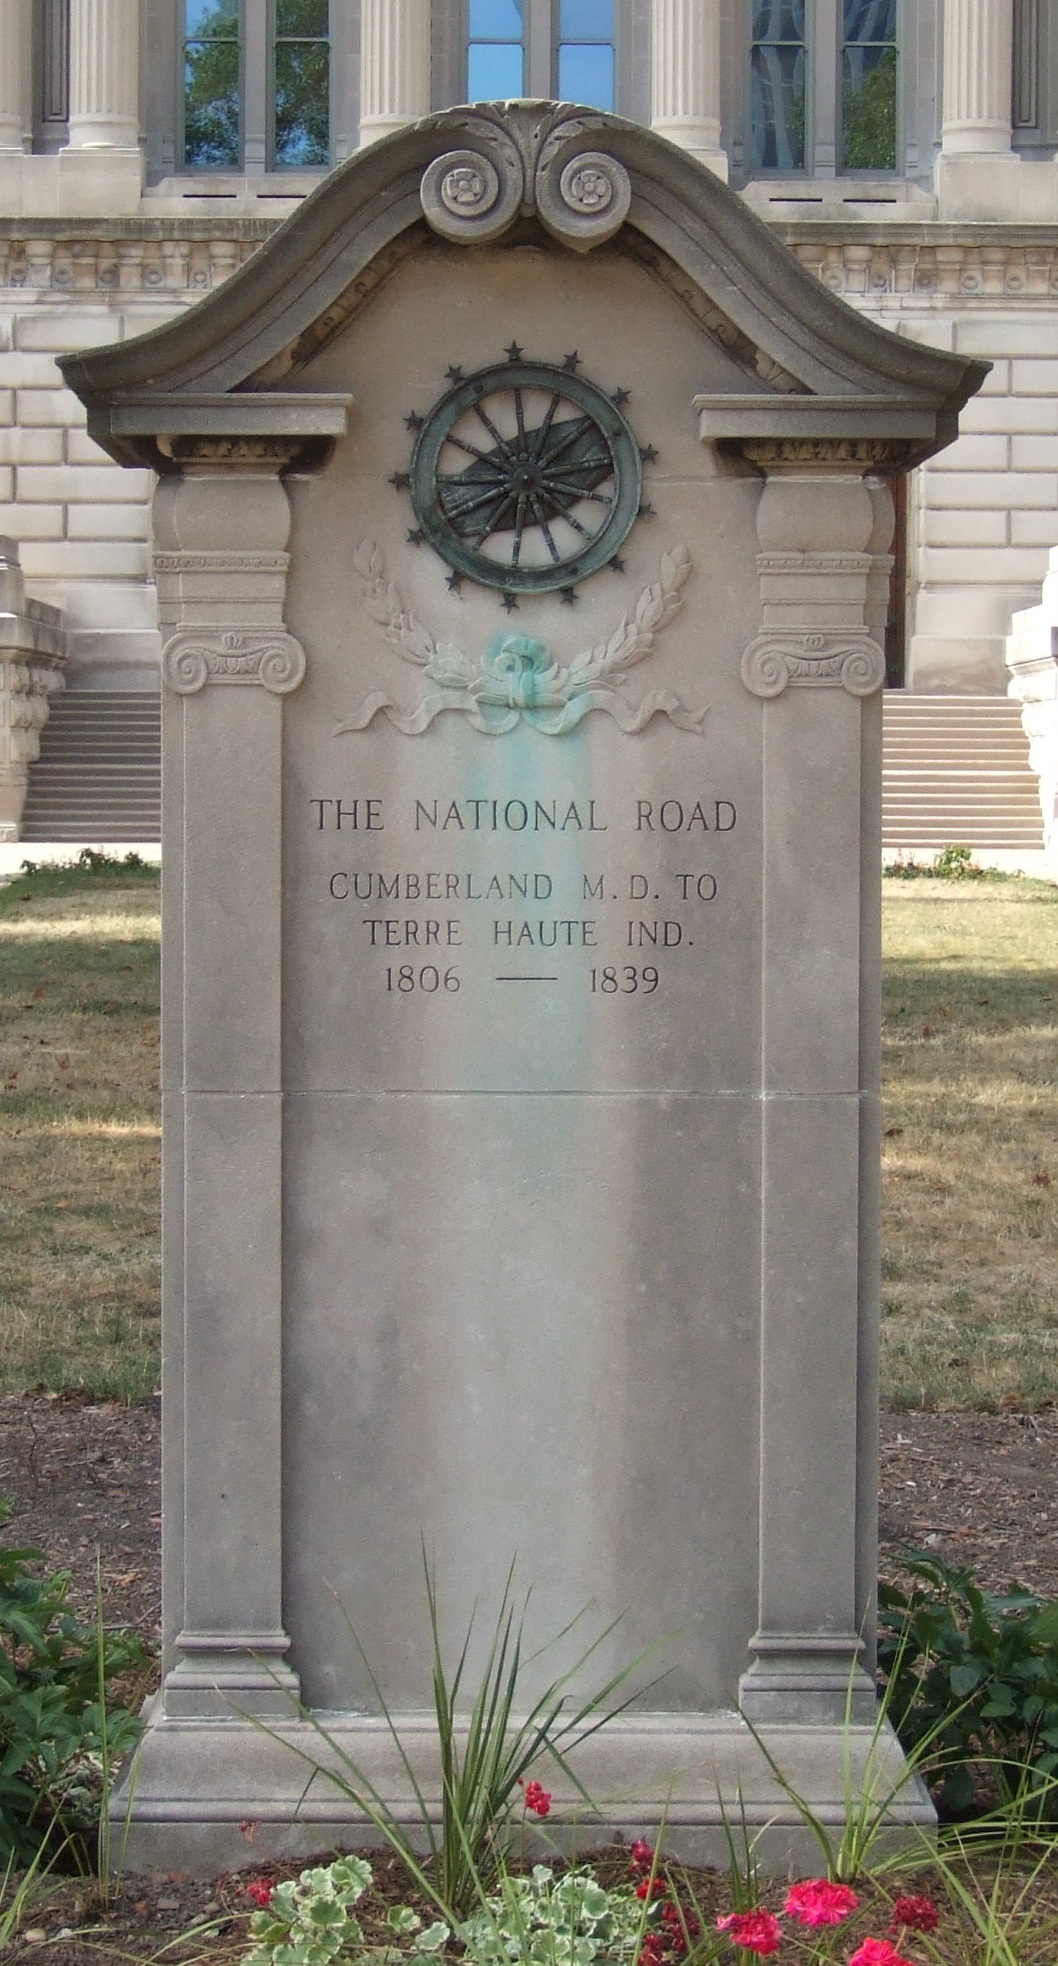 THE NATIONAL ROAD
CUMBERLAND M.D. TO
TERRE HAUTE IND.
1806 — 1839